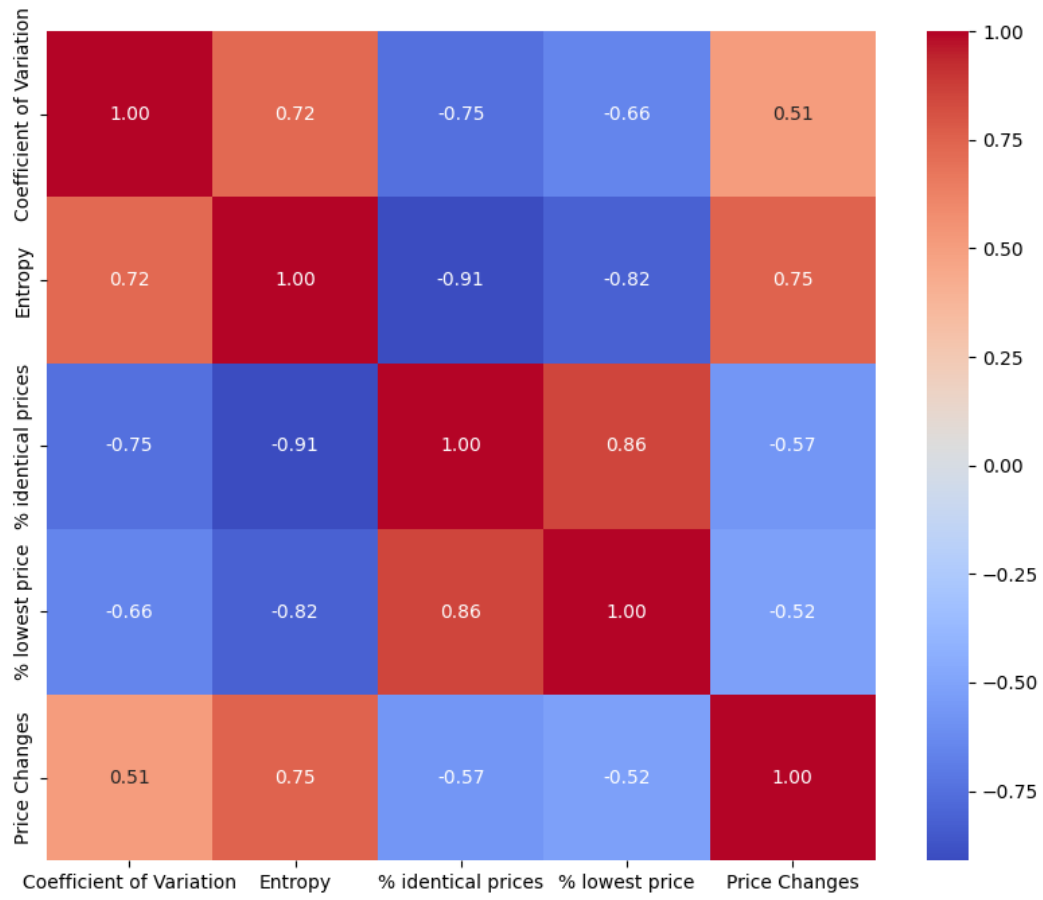 Coefficient of Variation
1.00 0.72 -0.75 -0.66 0.51
Entropy
0.72 1.00 -0.91 -0.82 0.75
% identical prices
-0.75 -0.91 1.00 0.86 -0.57
% lowest price
-0.66 -0.82 0.86 1.00 -0.52
Price Changes
0.51 0.75 -0.57 -0.52 1.00
Coefficient of Variation Entropy % identical prices % lowest price Price Changes
1.00
0.75
0.50
0.25
0.00
−0.25
−0.50
−0.75